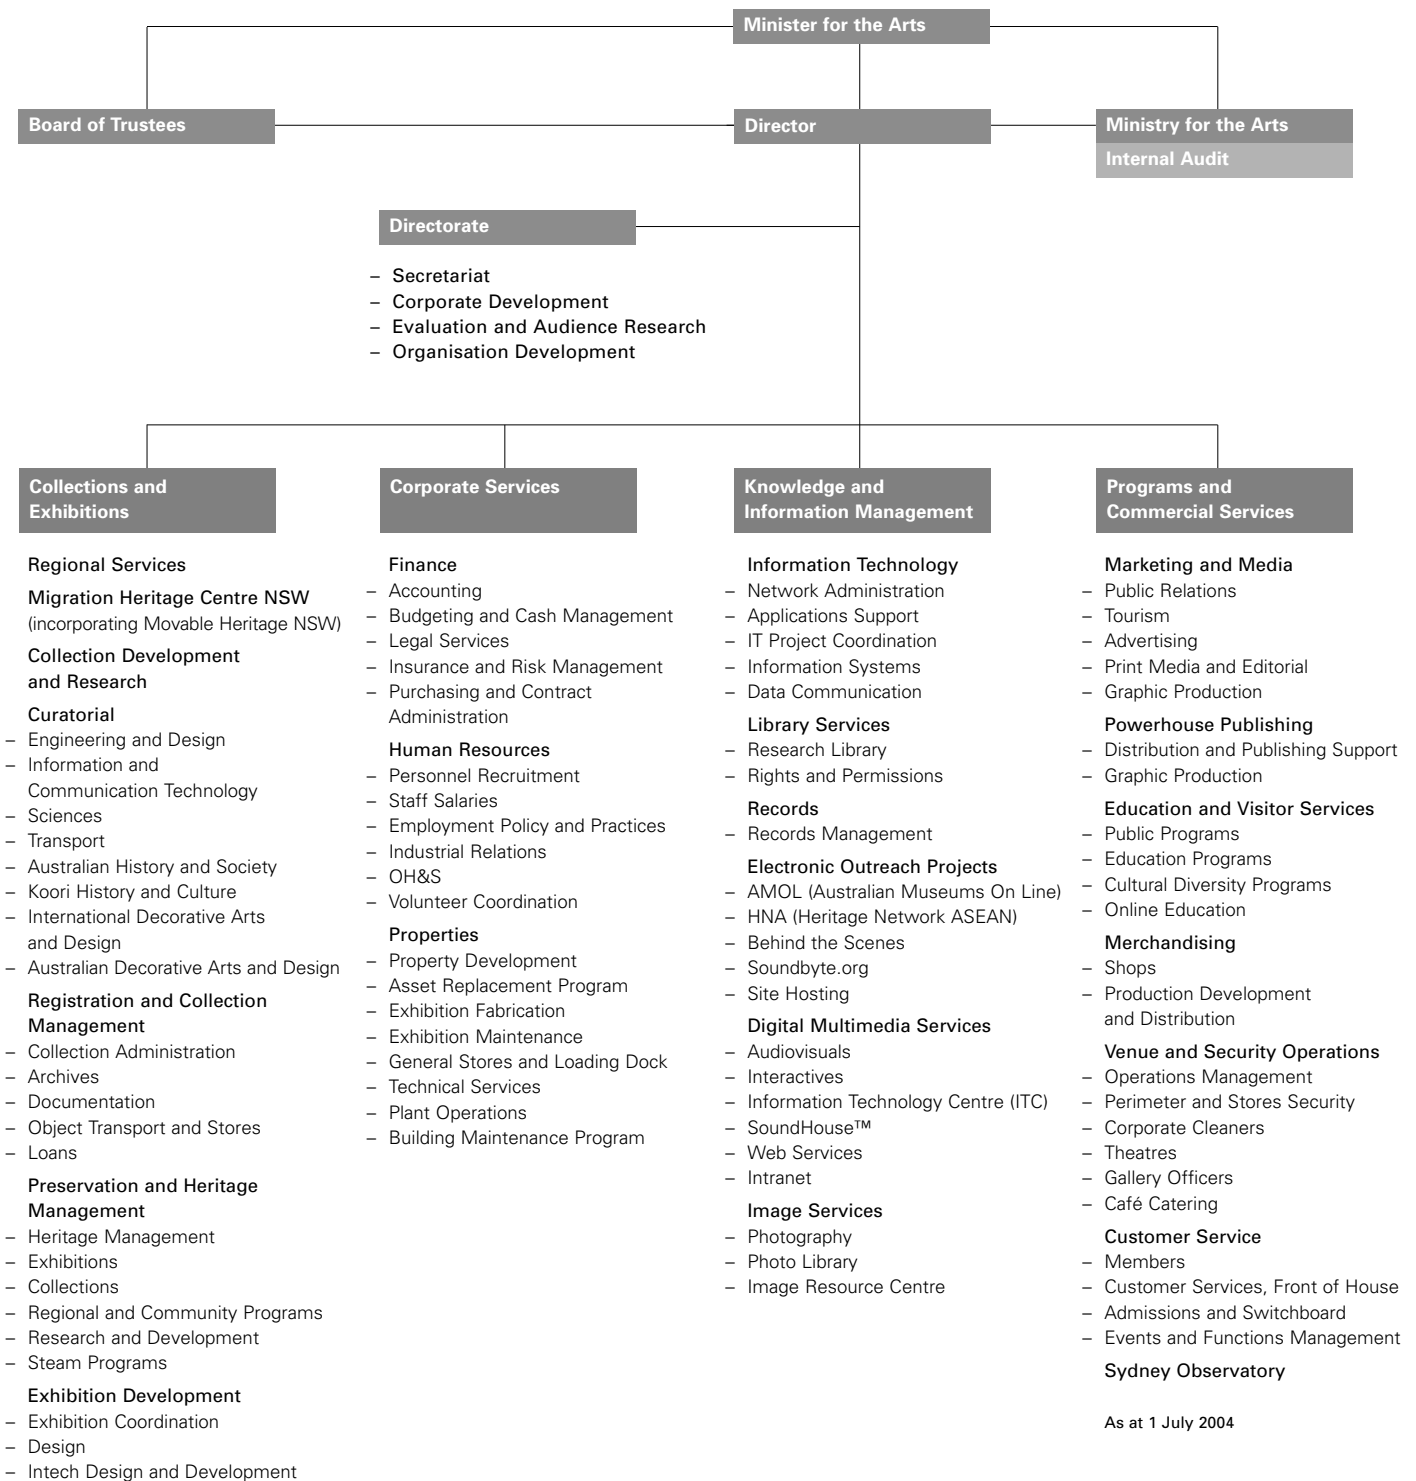 Minister for the Arts
Board of Trustees
Director
Ministry for the Arts
Internal Audit
Directorate
– Secretariat
– Corporate Development
– Evaluation and Audience Research
– Organisation Development
Collections and
Exhibitions
Regional Services
Migration Heritage Centre NSW
(incorporating Movable Heritage NSW)
Collection Development
and Research
Curatorial
– Engineering and Design
– Information and
Communication Technology
– Sciences
– Transport
– Australian History and Society
– Koori History and Culture
– International Decorative Arts
and Design
– Australian Decorative Arts and Design
Registration and Collection
Management
– Collection Administration
– Archives
– Documentation
– Object Transport and Stores
– Loans
Preservation and Heritage
Management
– Heritage Management
– Exhibitions
– Collections
– Regional and Community Programs
– Research and Development
– Steam Programs
Exhibition Development
– Exhibition Coordination
– Design
– Intech Design and Development
Corporate Services
Finance
– Accounting
– Budgeting and Cash Management
– Legal Services
– Insurance and Risk Management
– Purchasing and Contract
Administration
Human Resources
– Personnel Recruitment
– Staff Salaries
– Employment Policy and Practices
– Industrial Relations
– OH&S
– Volunteer Coordination
Properties
– Property Development
– Asset Replacement Program
– Exhibition Fabrication
– Exhibition Maintenance
– General Stores and Loading Dock
– Technical Services
– Plant Operations
– Building Maintenance Program
Knowledge and
Information Management
Information Technology
– Network Administration
– Applications Support
– IT Project Coordination
– Information Systems
– Data Communication
Library Services
– Research Library
– Rights and Permissions
Records
– Records Management
Electronic Outreach Projects
– AMOL (Australian Museums On Line)
– HNA (Heritage Network ASEAN)
– Behind the Scenes
– Soundbyte.org
– Site Hosting
Digital Multimedia Services
– Audiovisuals
– Interactives
– Information Technology Centre (ITC)
– SoundHouse™
– Web Services
– Intranet
Image Services
– Photography
– Photo Library
– Image Resource Centre
Programs and
Commercial Services
Marketing and Media
– Public Relations
– Tourism
– Advertising
– Print Media and Editorial
– Graphic Production
Powerhouse Publishing
– Distribution and Publishing Support
– Graphic Production
Education and Visitor Services
– Public Programs
– Education Programs
– Cultural Diversity Programs
– Online Education
Merchandising
– Shops
– Production Development
and Distribution
Venue and Security Operations
– Operations Management
– Perimeter and Stores Security
– Corporate Cleaners
– Theatres
– Gallery Officers
– Café Catering
Customer Service
– Members
– Customer Services, Front of House
– Admissions and Switchboard
– Events and Functions Management
Sydney Observatory
As at 1 July 2004